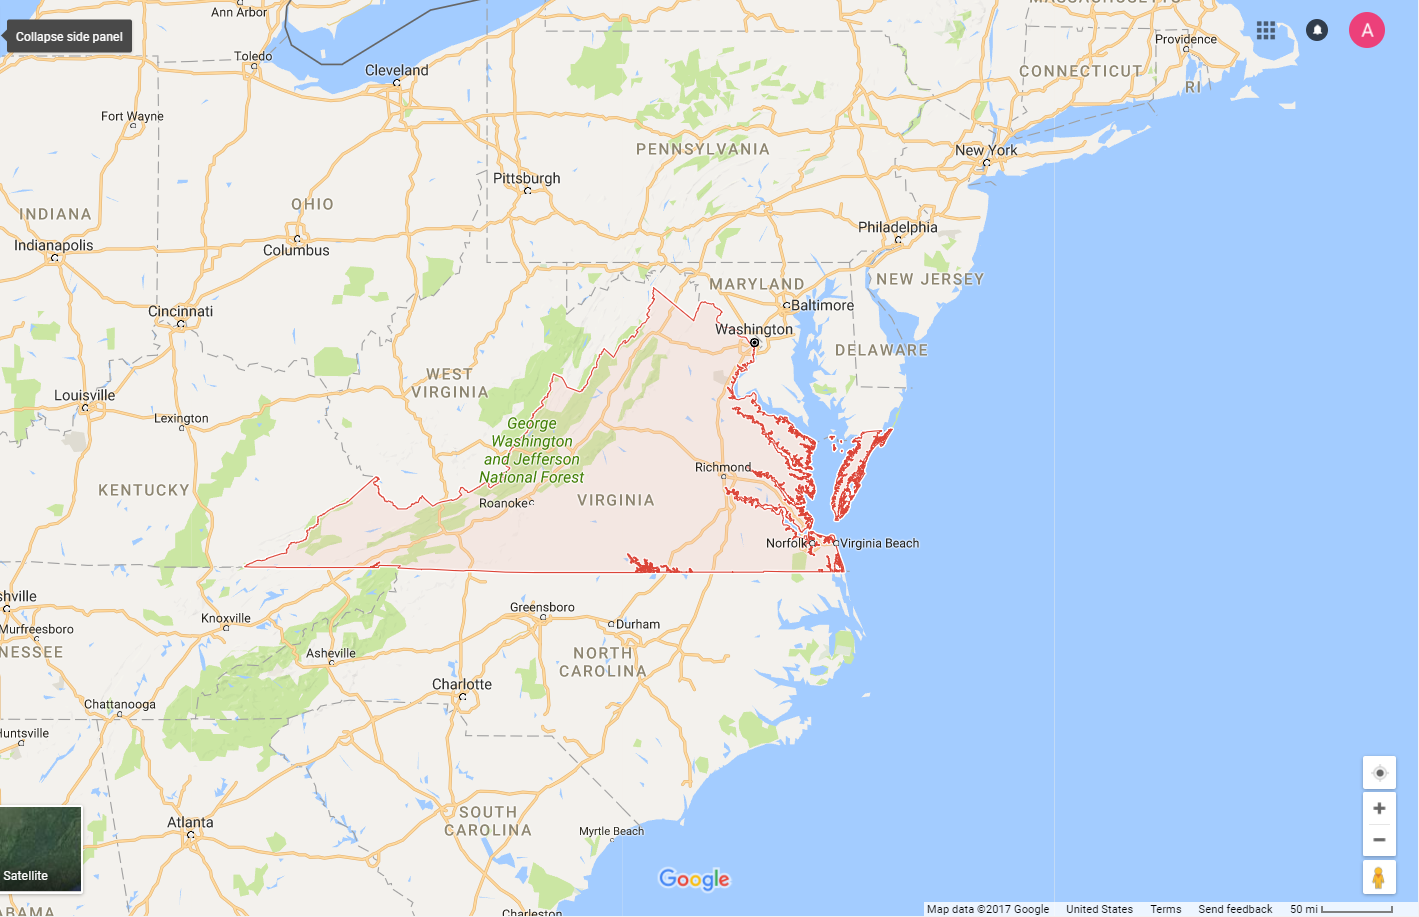 MASSACHUSETTS
Ann Arbor
Collapse side panel
A
Providence
Toledo
Cleveland
CONNECTICUT
RI
Fort Wayne
PENNSYLVANIA
New York
Pittsburgh
OHIO
INDIANA
Philadelphia
Indianapolis
Columbus
NEW JERSEY
MARYLAND
Baltimore
Cincinnati
Washington
DELAWARE
WEST
VIRGINIA
Louisville
Lexington
George
Washington
and Jefferson
National Forest
Richmond
KENTUCKY
Roanoke
VIRGINIA
Norfolk
Virginia Beach
shville
Greensboro
Knoxville
Durham
Murfreesboro
NESSEE
Asheville
NORTH
CAROLINA
Charlotte
Chattanooga
Huntsville
SOUTH
CAROLINA
Atlanta
Myrtle Beach
Satellite
Google
ABAMA
Charleston
Map data ©2017 Google United States Terms Send feedback 50 mi